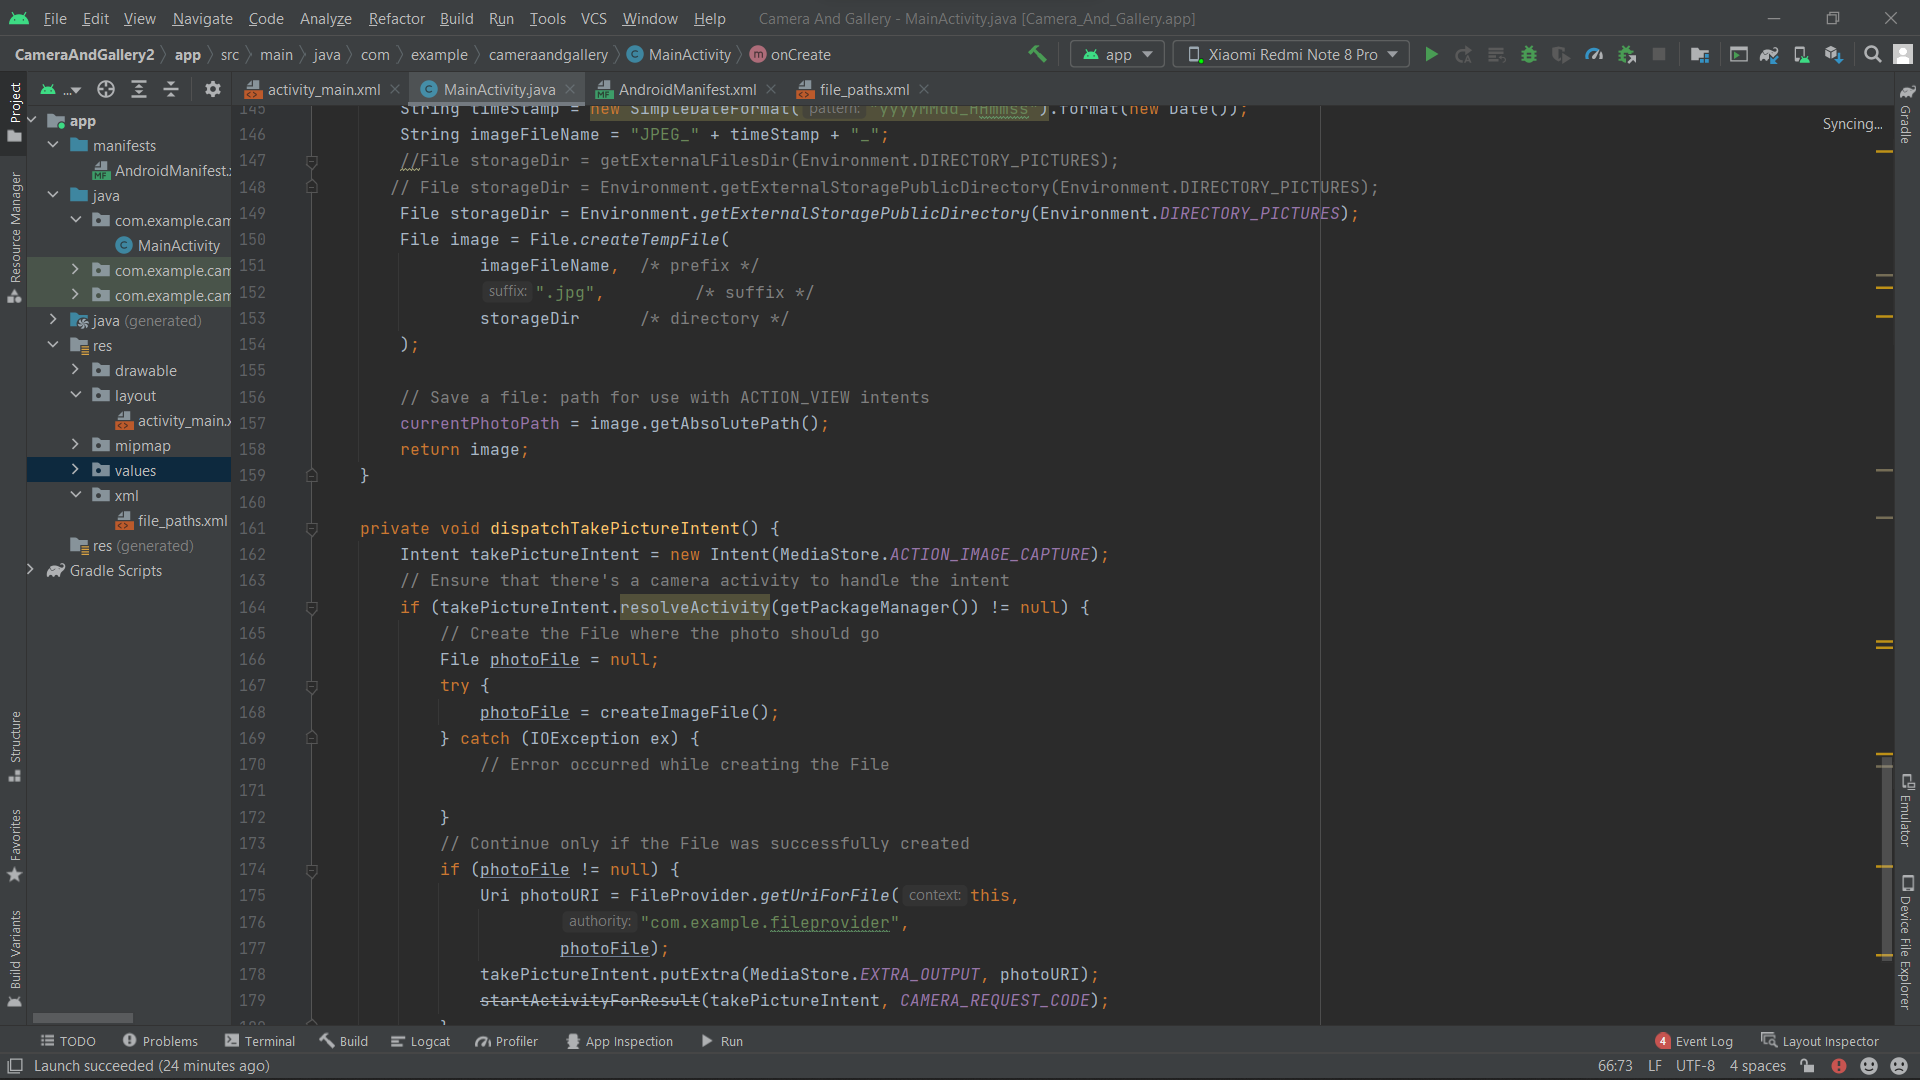 File Edit View Navigate Code Analyze Refactor Build Run Tools VCS Window Help Camera And Gallery - MainActivity.java [Camera_And_Gallery.app]
CameraAndGallery2 app src main java com example cameraandgallery MainActivity onCreate app Xiaomi Redmi Note 8 Pro
... activity_main.xml MainActivity.java AndroidManifest.xml file_paths.xml
Syncing...
Project
Resource Manager
Structure
Favorites
Build Variants
app
manifests
AndroidManifest.
java
com.example.cam
MainActivity
com.example.cam
com.example.cam
java (generated)
res
drawable
layout
activity_main.x
mipmap
values
xml
file_paths.xml
res (generated)
Gradle Scripts
145 String timeStamp = new SimpleDateFormat( pattern: "yyyyMMdd_HHmmss").format(new Date());
146 String imageFileName = "JPEG_" + timeStamp + "_";
147 //File storageDir = getExternalFilesDir(Environment.DIRECTORY_PICTURES);
148 // File storageDir = Environment.getExternalStoragePublicDirectory(Environment.DIRECTORY_PICTURES);
149 File storageDir = Environment.getExternalStoragePublicDirectory(Environment.DIRECTORY_PICTURES);
150 File image = File.createTempFile(
151 imageFileName, /* prefix */
152 suffix: ".jpg", /* suffix */
153 storageDir /* directory */
154 );
155
156 // Save a file: path for use with ACTION_VIEW intents
157 currentPhotoPath = image.getAbsolutePath();
158 return image;
159 }
160
161 private void dispatchTakePictureIntent() {
162 Intent takePictureIntent = new Intent(MediaStore.ACTION_IMAGE_CAPTURE);
163 // Ensure that there's a camera activity to handle the intent
164 if (takePictureIntent.resolveActivity(getPackageManager()) != null) {
165 // Create the File where the photo should go
166 File photoFile = null;
167 try {
168 photoFile = createImageFile();
169 } catch (IOException ex) {
170 // Error occurred while creating the File
171
172 }
173 // Continue only if the File was successfully created
174 if (photoFile != null) {
175 Uri photoURI = FileProvider.getUriForFile( context: this,
176 authority: "com.example.fileprovider",
177 photoFile);
178 takePictureIntent.putExtra(MediaStore.EXTRA_OUTPUT, photoURI);
179 startActivityForResult(takePictureIntent, CAMERA_REQUEST_CODE);
180 }
Gradle
Emulator
Device File Explorer
TODO Problems Terminal Build Logcat Profiler App Inspection Run 4 Event Log Layout Inspector
Launch succeeded (24 minutes ago) 66:73 LF UTF-8 4 spaces